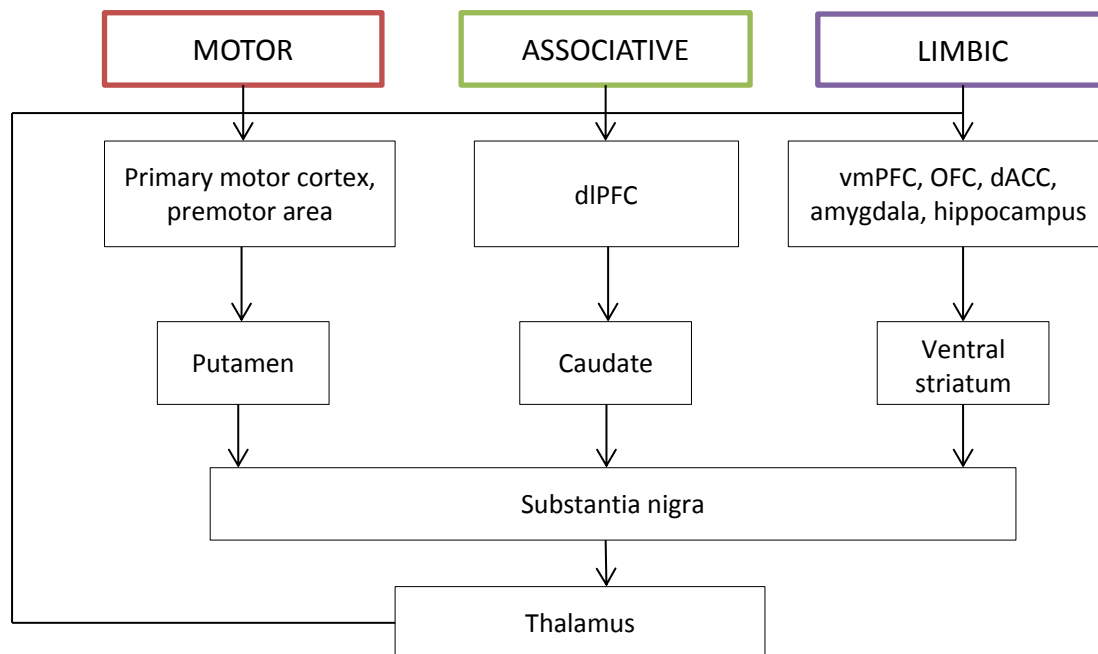 MOTOR
ASSOCIATIVE
LIMBIC
Primary motor cortex,
premotor area
dlPFC
vmPFC, OFC, dACC,
amygdala, hippocampus
Putamen
Caudate
Ventral
striatum
Substantia nigra
Thalamus